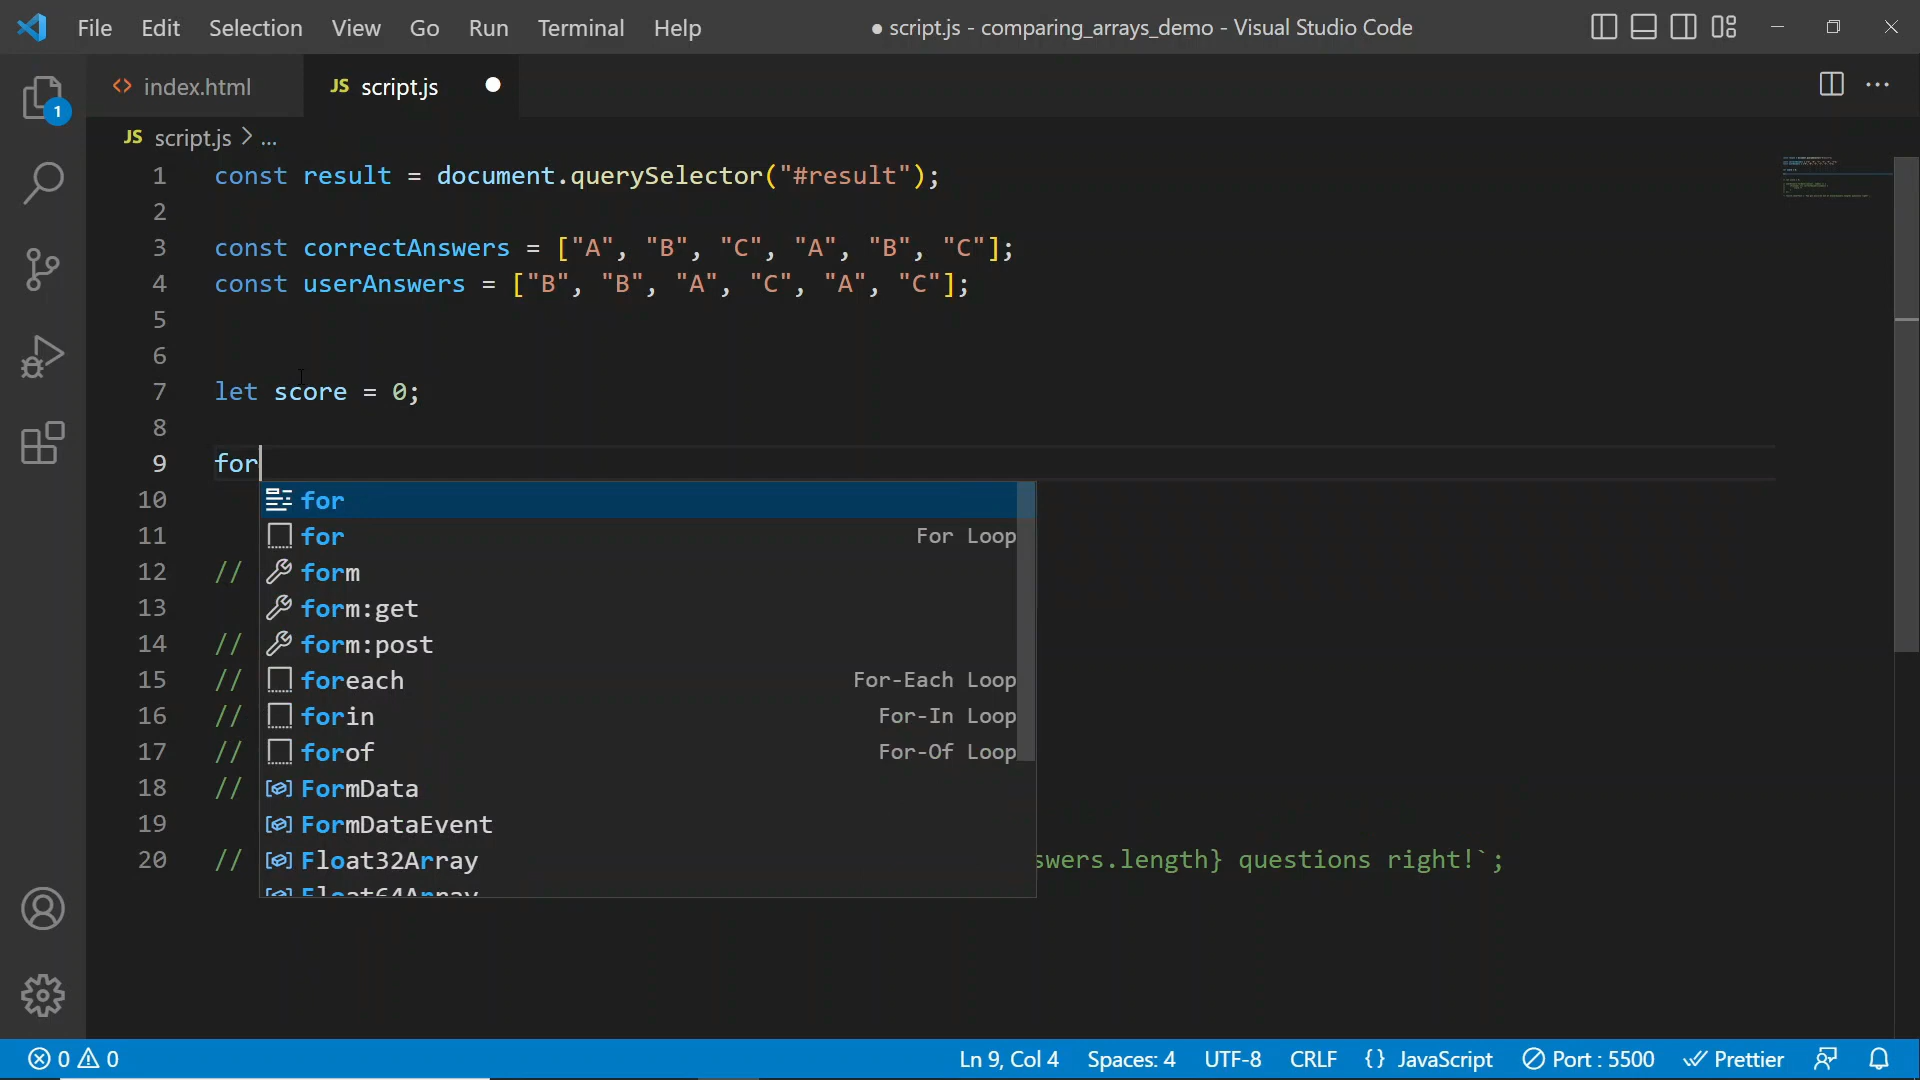 File Edit Selection View Go Run Terminal Help ● script.js - comparing_arrays_demo - Visual Studio Code
index.html JS script.js
1
JS script.js > ...
1 const result = document.querySelector("#result");
2
3 const correctAnswers = ["A", "B", "C", "A", "B", "C"];
4 const userAnswers = ["B", "B", "A", "C", "A", "C"];
5
6
7 let score = 0;
8
9 for
10 for
11 for For Loop
12 // form
13 form:get
14 // form:post
15 // foreach For-Each Loop
16 // forin For-In Loop
17 // forof For-Of Loop
18 // FormData
19 FormDataEvent
20 // Float32Array swers.length} questions right!`;
Float64Array
0 0 Ln 9, Col 4 Spaces: 4 UTF-8 CRLF {} JavaScript Port : 5500 Prettier